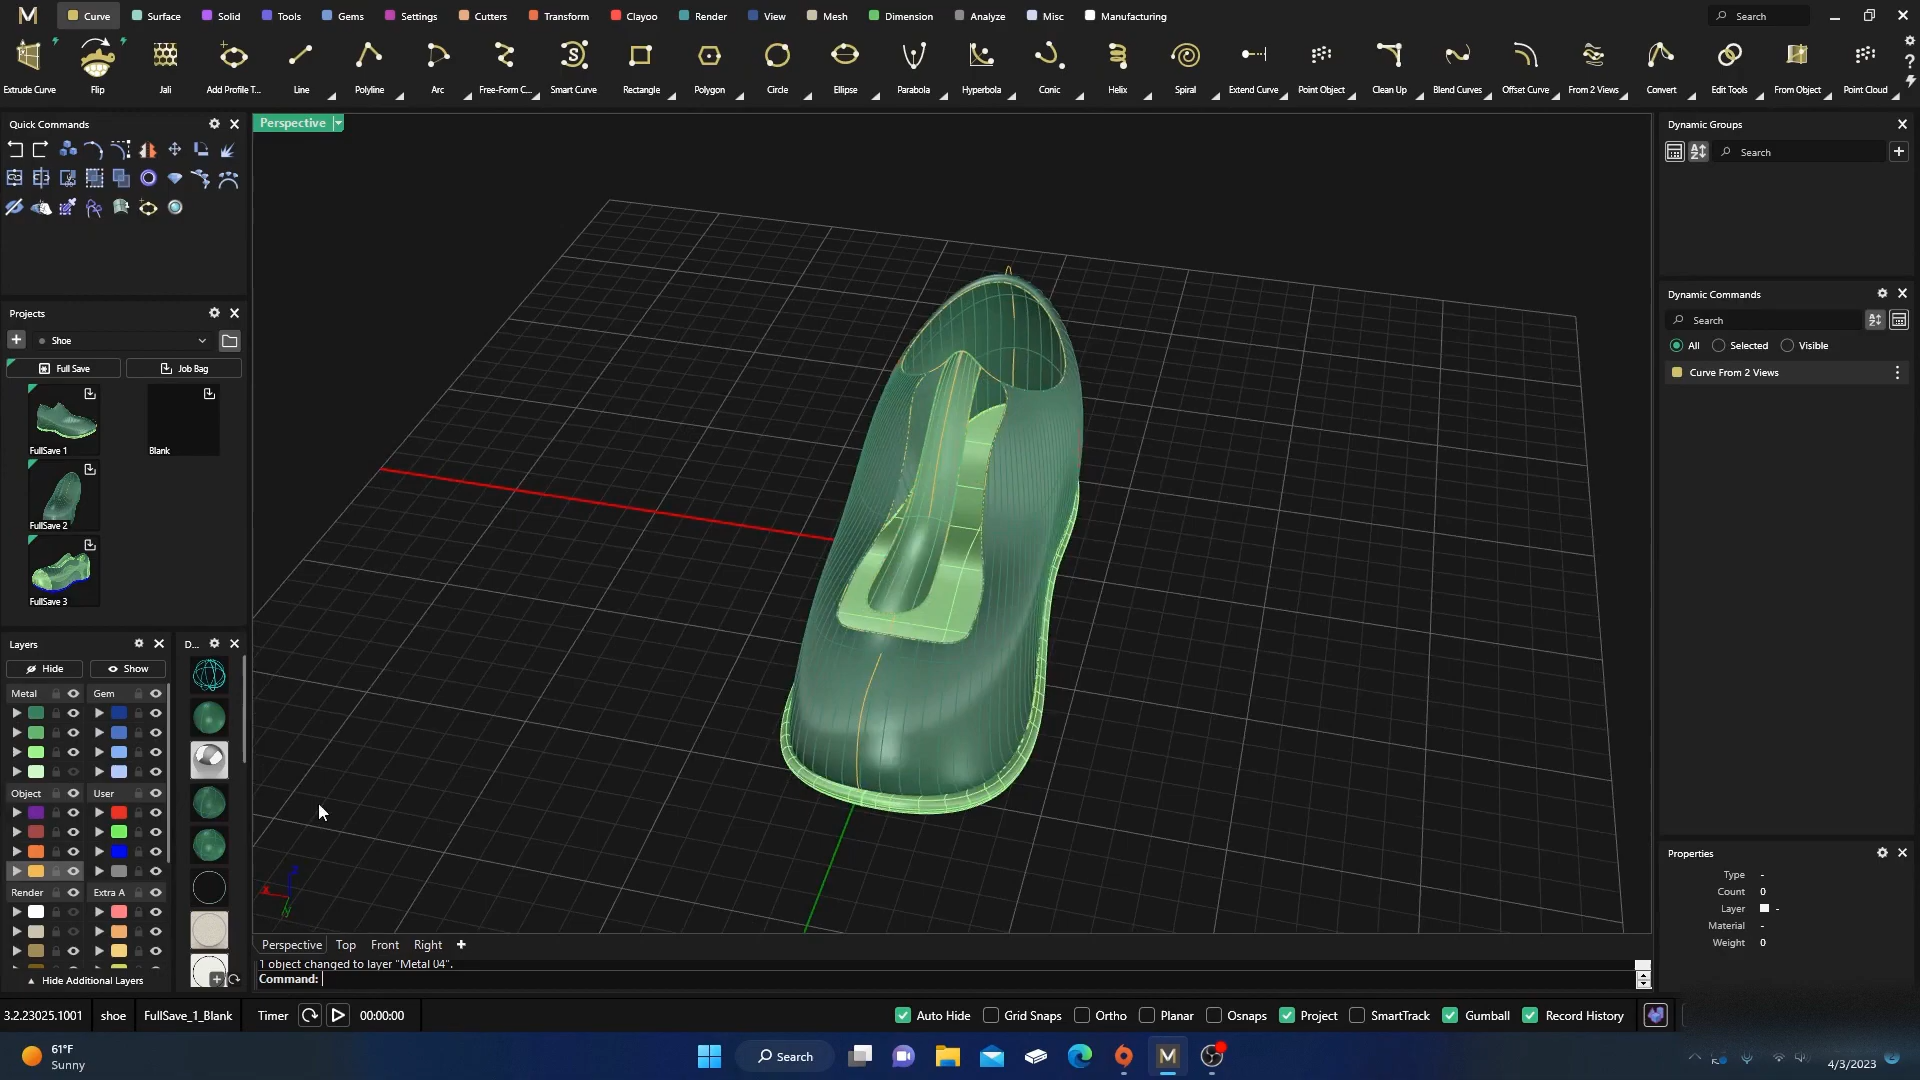 Curve Surface Solid Tools Gems Settings Cutters Transform Clayoo Render View Mesh Dimension Analyze Misc Manufacturing Search
Extrude Curve Flip Jali Add Profile T... Line Polyline Arc Free-Form C... Smart Curve Rectangle Polygon Circle Ellipse Parabola Hyperbola Conic Helix Spiral Extend Curve Point Object Clean Up Blend Curves Offset Curve From 2 Views Convert Edit Tools From Object Point Cloud
Quick Commands
Projects
Shoe
Full Save Job Bag
FullSave 1 Blank
FullSave 2
FullSave 3
Layers D...
Hide Show
Metal Gem
Object User
Render Extra A
Hide Additional Layers
Perspective
Perspective Top Front Right
1 object changed to layer "Metal 04".
Command:
Dynamic Groups
Search
Dynamic Commands
Search
All Selected Visible
Curve From 2 Views
Properties
Type -
Count 0
Layer -
Material -
Weight 0
3.2.23025.1001 shoe FullSave_1_Blank Timer 00:00:00 Auto Hide Grid Snaps Ortho Planar Osnaps Project SmartTrack Gumball Record History
61°F
Sunny
Search
4/3/2023